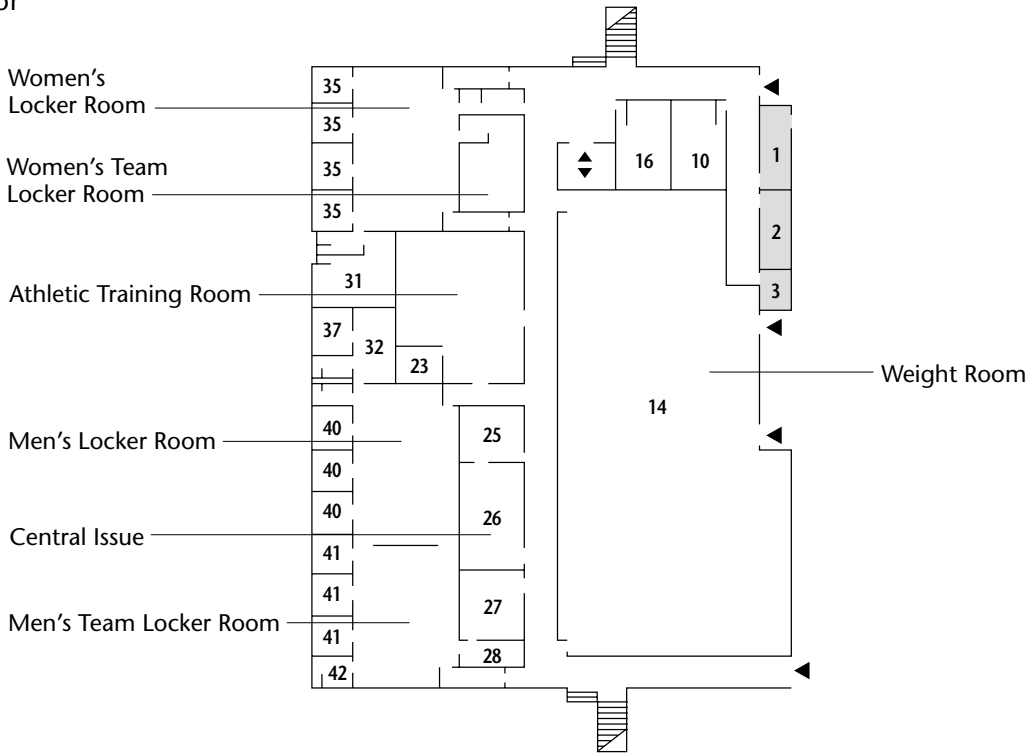 or
Women's
Locker Room
Women's Team
Locker Room
Athletic Training Room
Men's Locker Room
Central Issue
Men's Team Locker Room
Weight Room
35
35
35
35
31
37
32
23
40
40
40
41
41
41
42
25
26
27
28
16
10
14
1
2
3